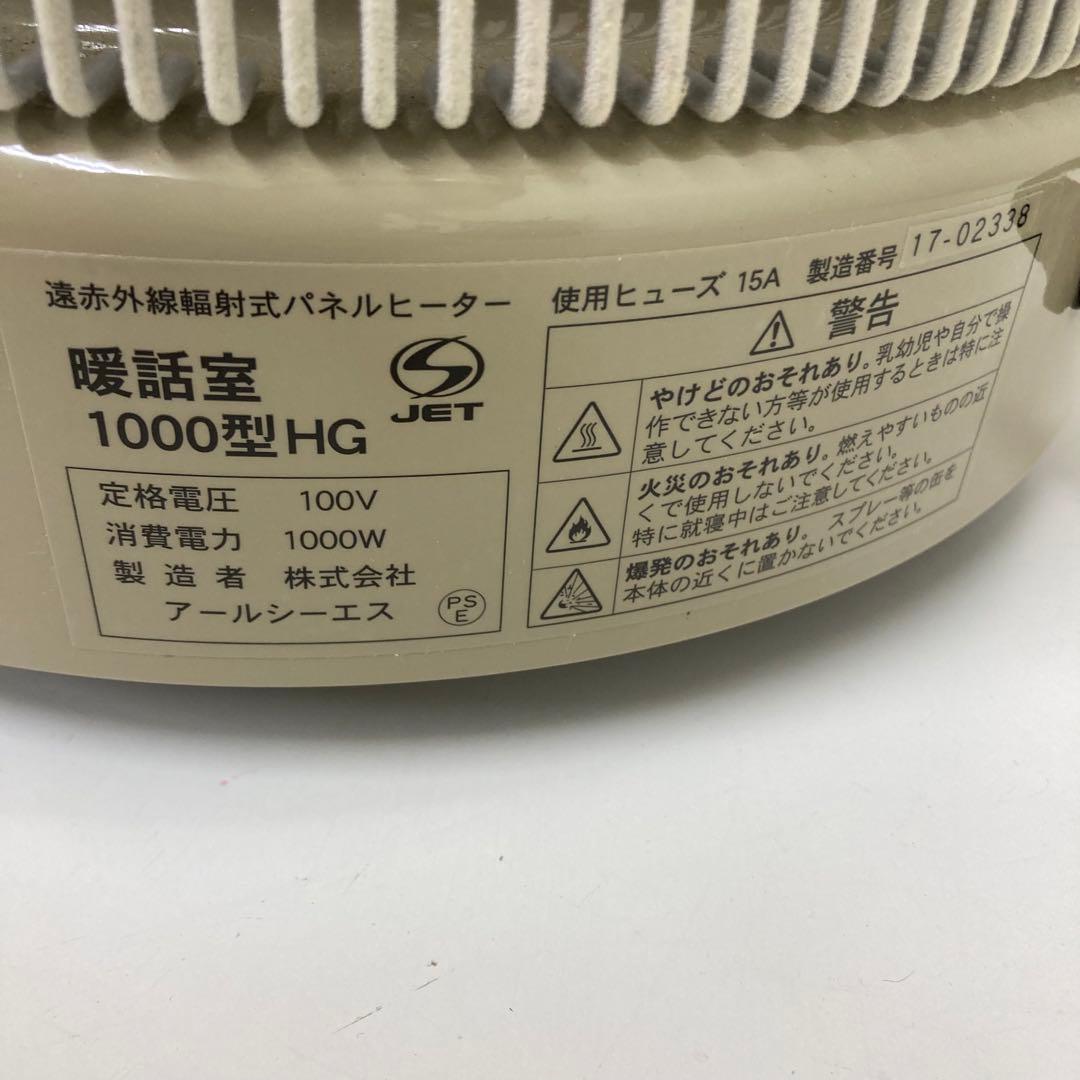 遠赤外線輻射式パネルヒーター
暖話室
1000型HG
JET
定格電圧 100V
消費電力 1000W
製造者 株式会社
アールシーエス
PS
E
使用ヒューズ 15A 製造番号 17-02338
警告
やけどのおそれあり。乳幼児や自分で操
作できない方等が使用するときは特に注
意してください。
火災のおそれあり。燃えやすいものの近
くで使用しないでください。
特に就寝中はご注意してください。
爆発のおそれあり。スプレー等の缶を
本体の近くに置かないでください。